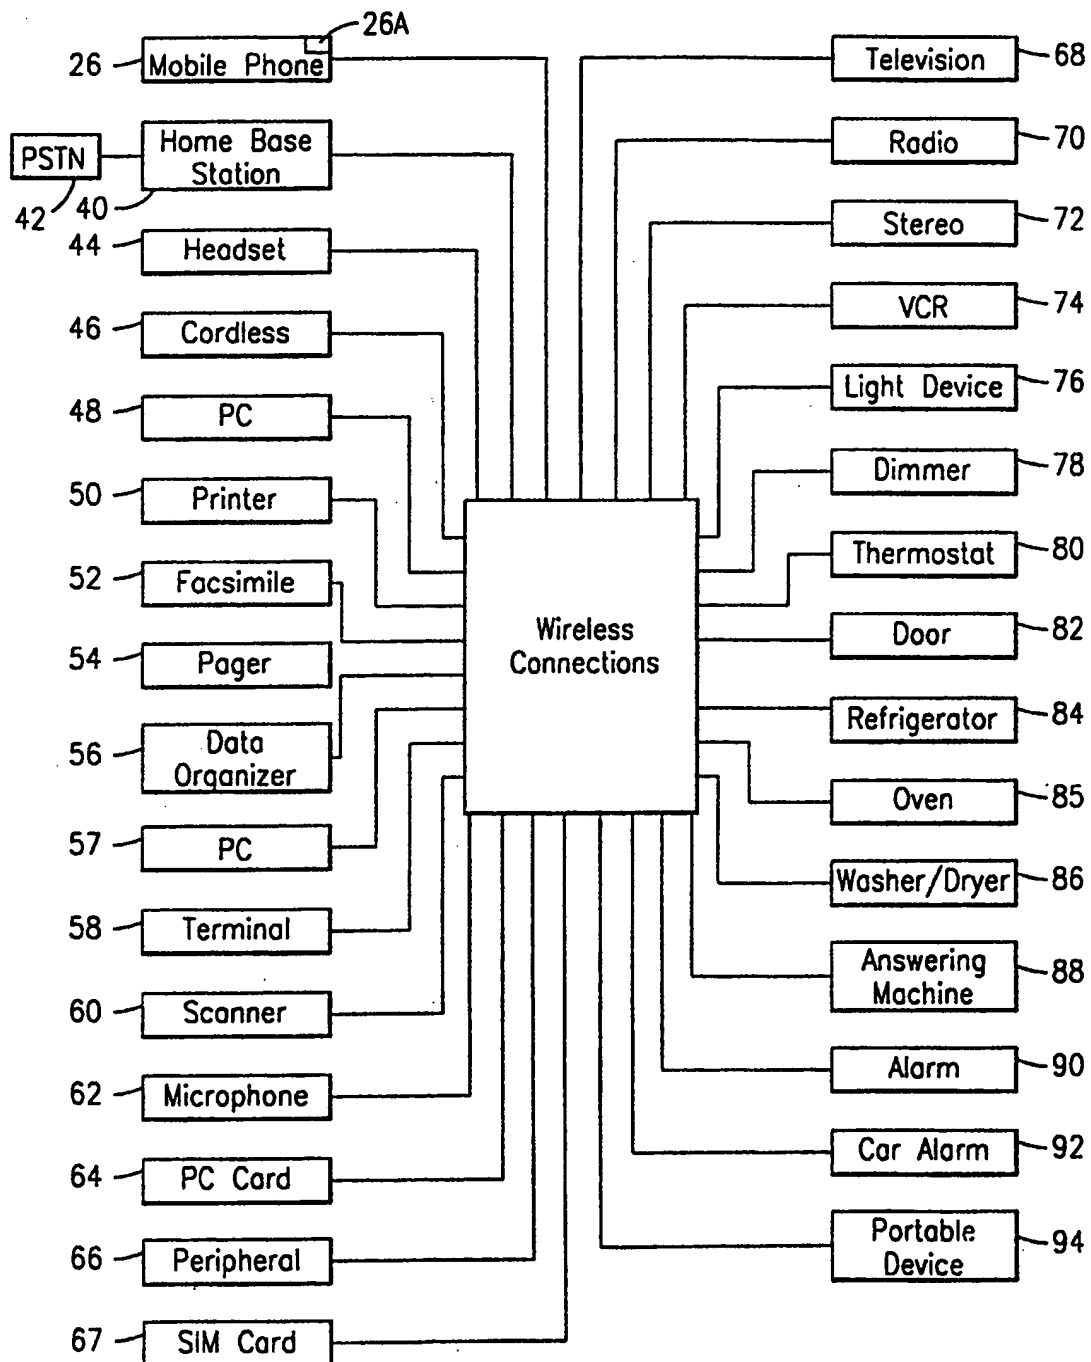 26A
26 Mobile Phone
PSTN
42
Home Base
Station
40
44 Headset
46 Cordless
48 PC
50 Printer
52 Facsimile
54 Pager
56 Data
Organizer
57 PC
58 Terminal
60 Scanner
62 Microphone
64 PC Card
66 Peripheral
67 SIM Card
Wireless
Connections
Television 68
Radio 70
Stereo 72
VCR 74
Light Device 76
Dimmer 78
Thermostat 80
Door 82
Refrigerator 84
Oven 85
Washer/Dryer 86
Answering
Machine 88
Alarm 90
Car Alarm 92
Portable
Device 94